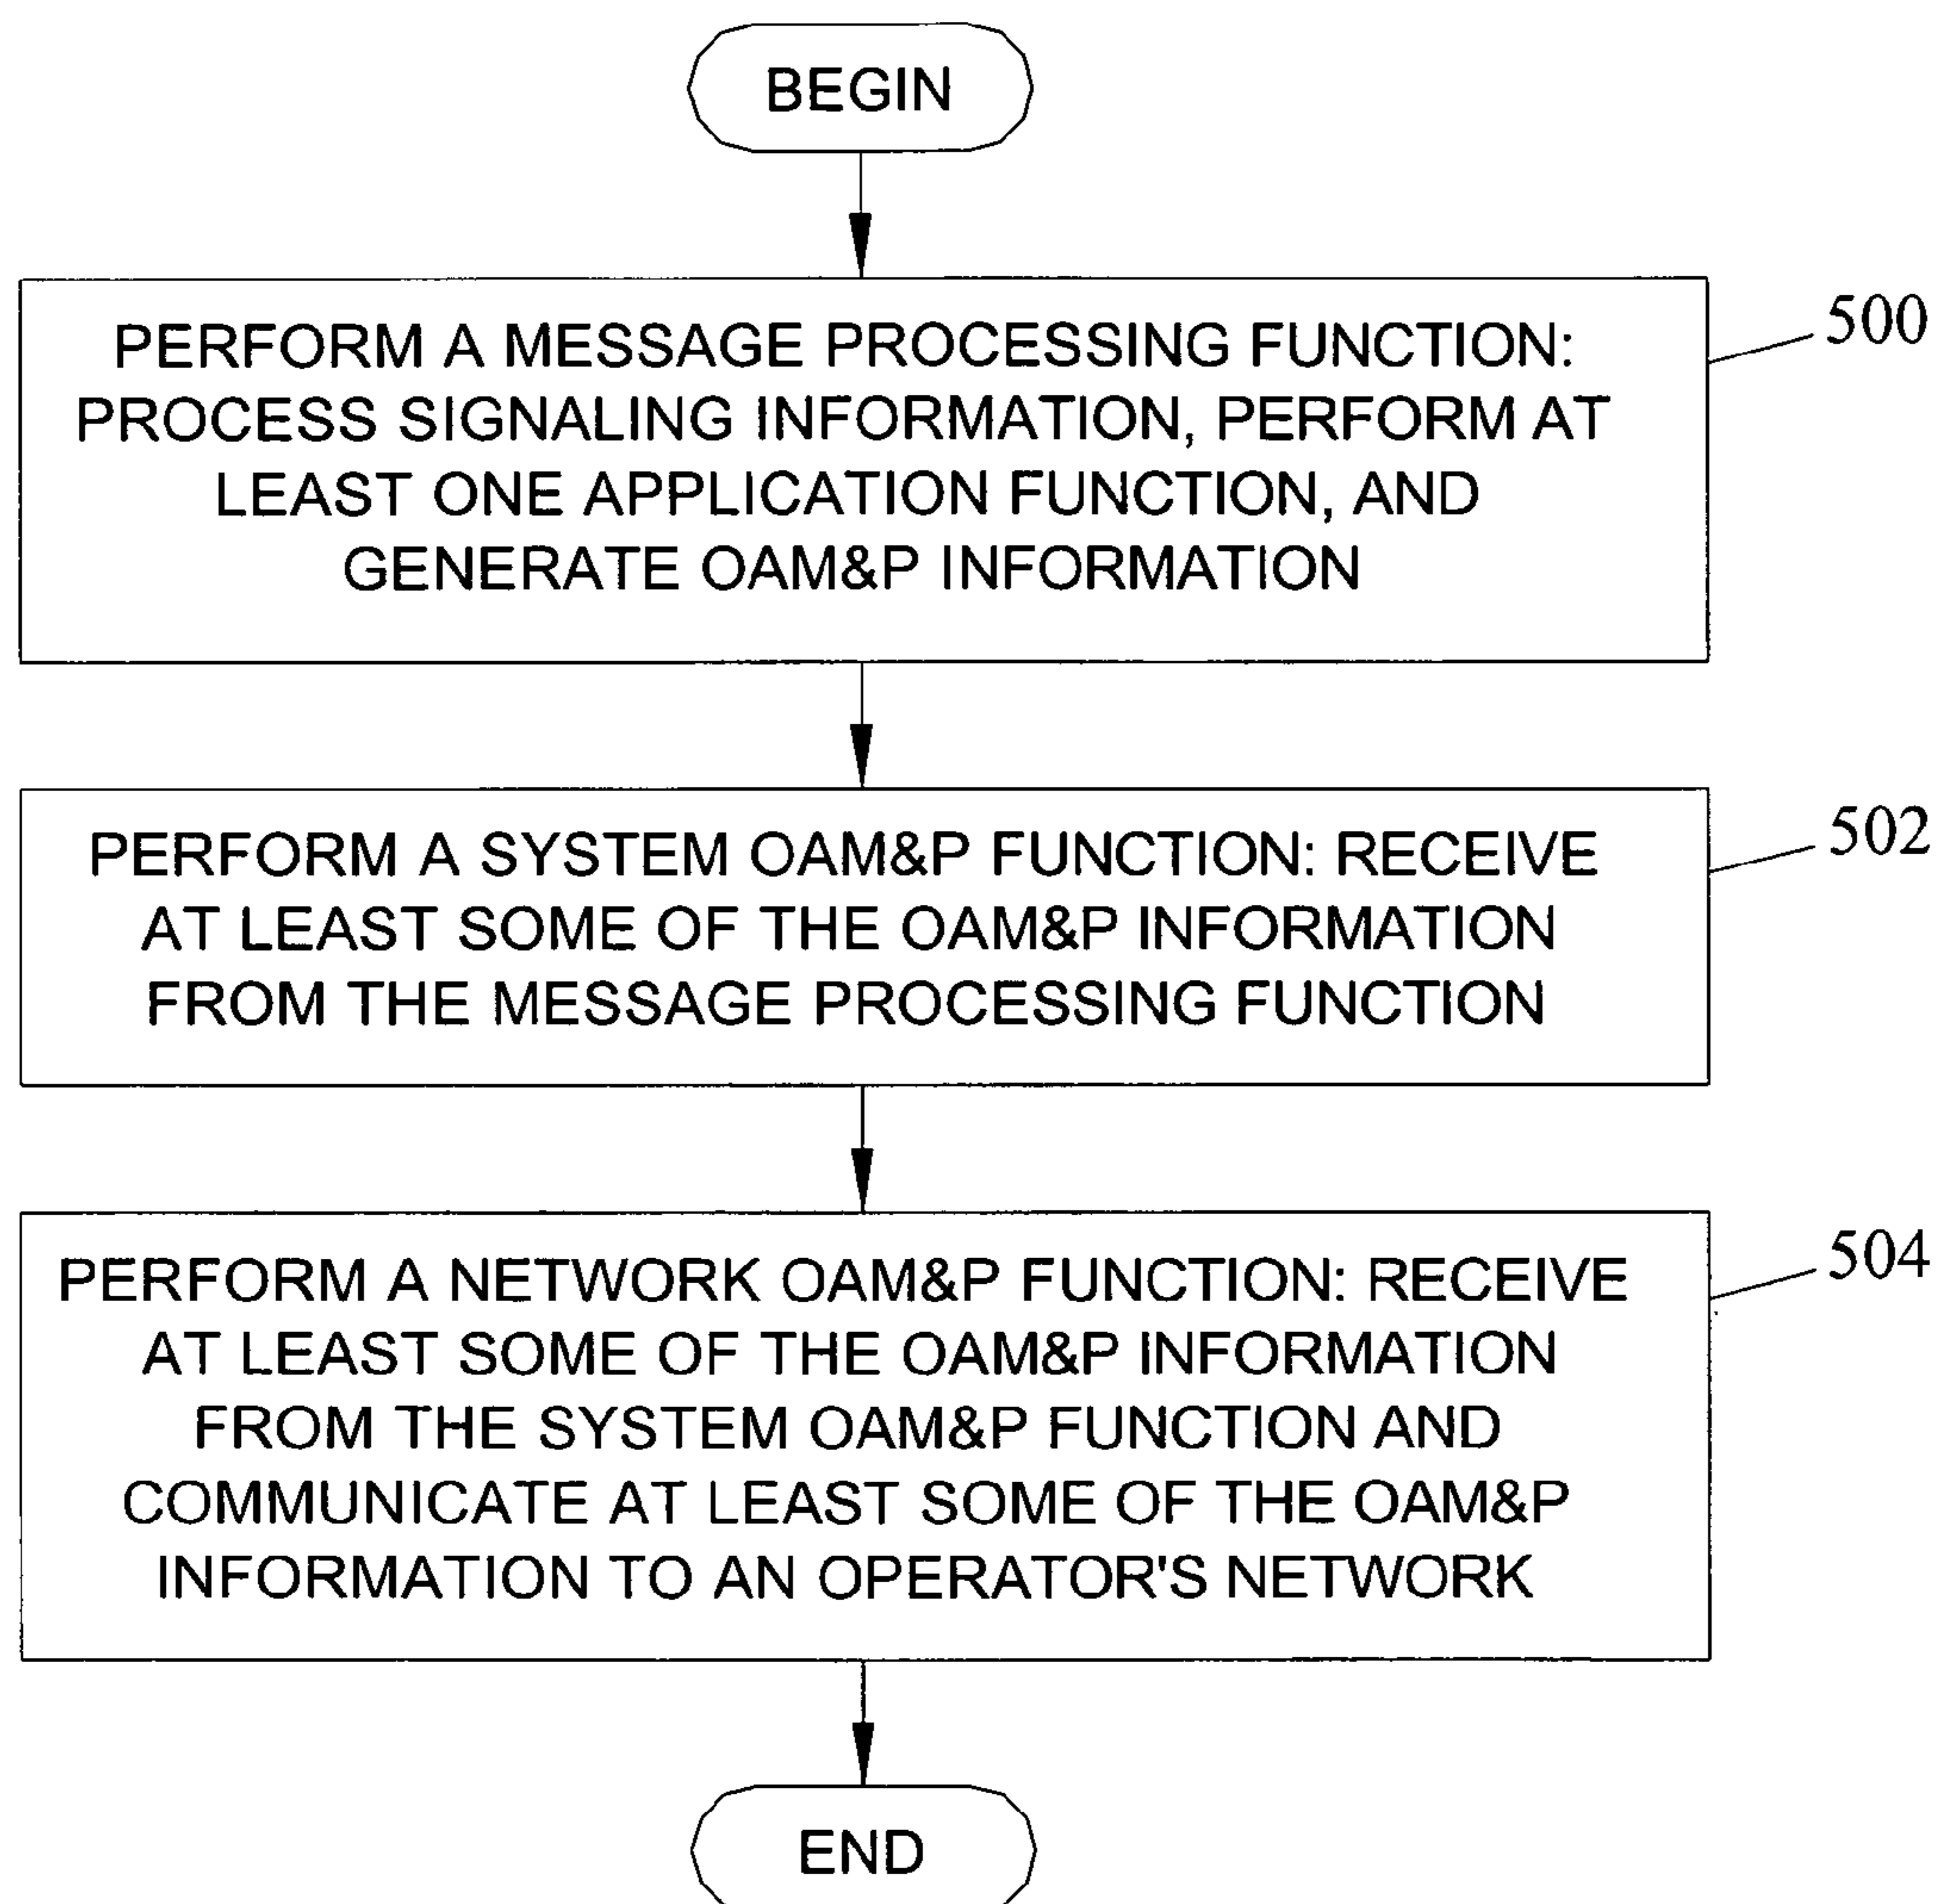 BEGIN
PERFORM A MESSAGE PROCESSING FUNCTION:
PROCESS SIGNALING INFORMATION, PERFORM AT
LEAST ONE APPLICATION FUNCTION, AND
GENERATE OAM&P INFORMATION
500
PERFORM A SYSTEM OAM&P FUNCTION: RECEIVE
AT LEAST SOME OF THE OAM&P INFORMATION
FROM THE MESSAGE PROCESSING FUNCTION
502
PERFORM A NETWORK OAM&P FUNCTION: RECEIVE
AT LEAST SOME OF THE OAM&P INFORMATION
FROM THE SYSTEM OAM&P FUNCTION AND
COMMUNICATE AT LEAST SOME OF THE OAM&P
INFORMATION TO AN OPERATOR'S NETWORK
504
END